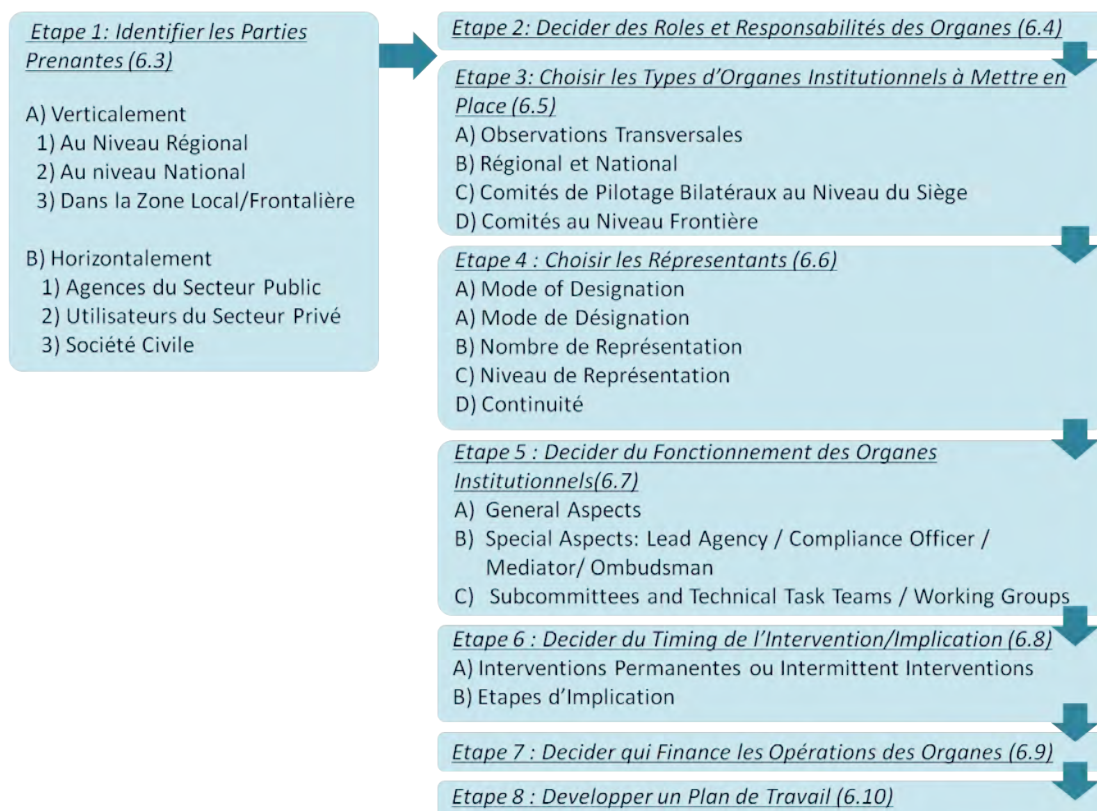 Etape 1: Identifier les Parties
Prenantes (6.3)
A) Verticalement
1) Au Niveau Régional
2) Au niveau National
3) Dans la Zone Local/Frontalière
B) Horizontalement
1) Agences du Secteur Public
2) Utilisateurs du Secteur Privé
3) Société Civile
Etape 2: Decider des Roles et Responsabilités des Organes (6.4)
Etape 3: Choisir les Types d'Organes Institutionnels à Mettre en
Place (6.5)
A) Observations Transversales
B) Régional et National
C) Comités de Pilotage Bilatéraux au Niveau du Siège
D) Comités au Niveau Frontière
Etape 4 : Choisir les Répresentants (6.6)
A) Mode of Designation
A) Mode de Désignation
B) Nombre de Représentation
C) Niveau de Représentation
D) Continuité
Etape 5 : Decider du Fonctionnement des Organes
Institutionnels(6.7)
A) General Aspects
B) Special Aspects: Lead Agency / Compliance Officer /
Mediator/ Ombudsman
C) Subcommittees and Technical Task Teams / Working Groups
Etape 6 : Decider du Timing de l'Intervention/Implication (6.8)
A) Interventions Permanentes ou Intermittent Interventions
B) Etapes d'Implication
Etape 7 : Decider qui Finance les Opérations des Organes (6.9)
Etape 8 : Developper un Plan de Travail (6.10)